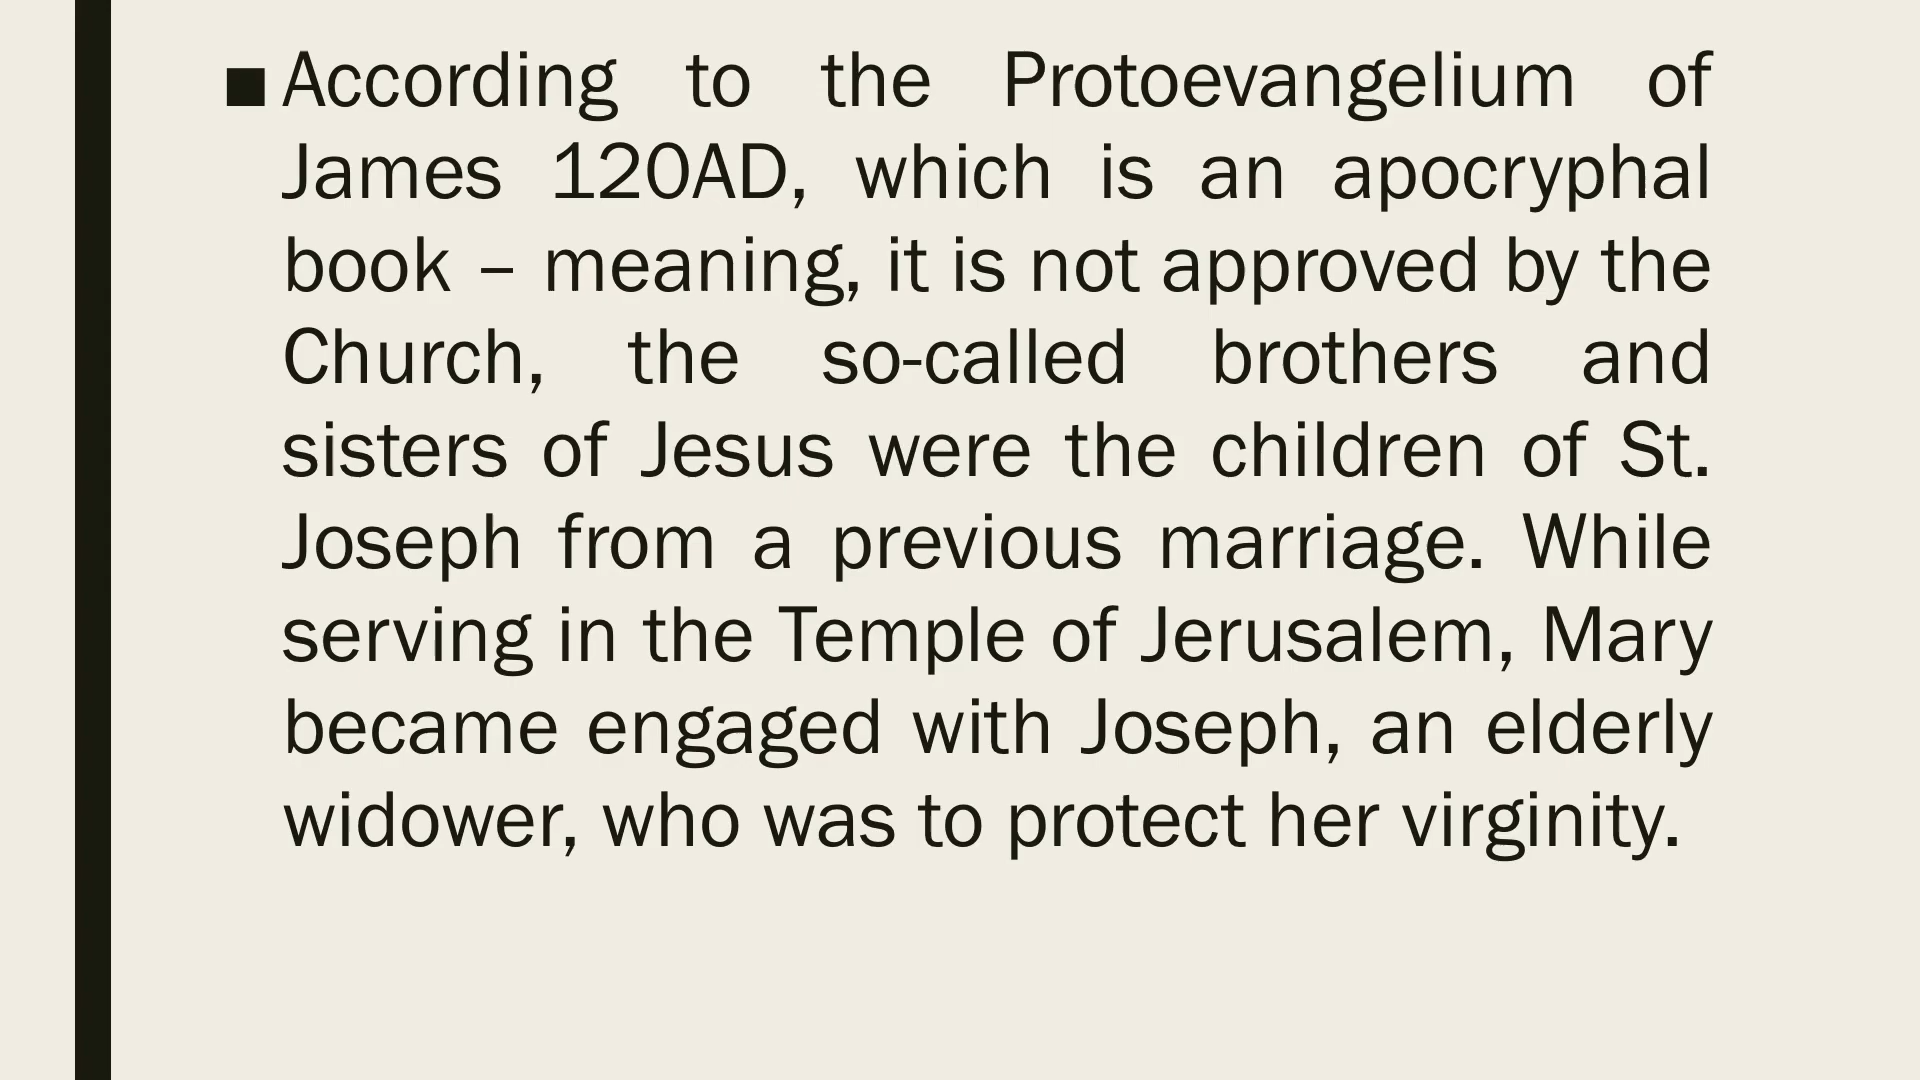 ■ According to the Protoevangelium of
James 120AD, which is an apocryphal
book – meaning, it is not approved by the
Church, the so-called brothers and
sisters of Jesus were the children of St.
Joseph from a previous marriage. While
serving in the Temple of Jerusalem, Mary
became engaged with Joseph, an elderly
widower, who was to protect her virginity.